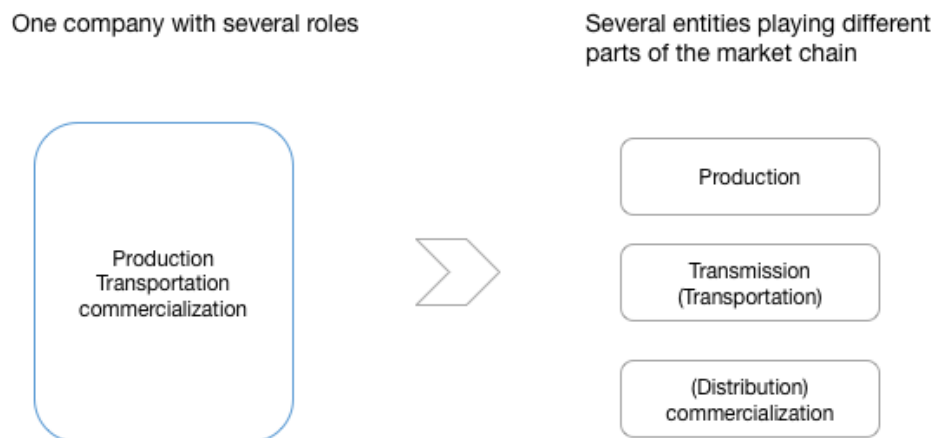 One company with several roles
Several entities playing different
parts of the market chain
Production
Transportation
commercialization
Production
Transmission
(Transportation)
(Distribution)
commercialization